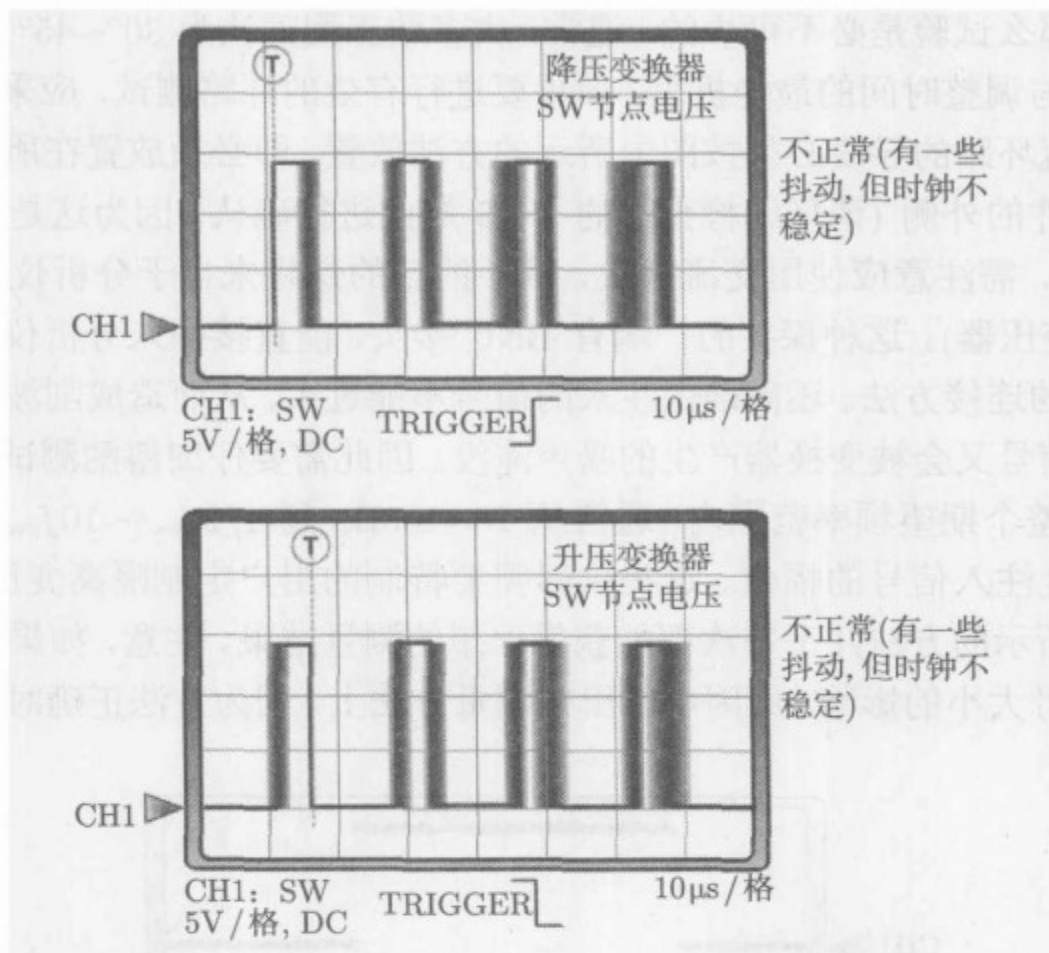 T
降压变换器
SW节点电压
不正常(有一些
抖动, 但时钟不
稳定)
CH1
CH1: SW
5V/格, DC
TRIGGER
10μs/格
T
升压变换器
SW节点电压
不正常(有一些
抖动, 但时钟不
稳定)
CH1
CH1: SW
5V/格, DC
TRIGGER
10μs/格